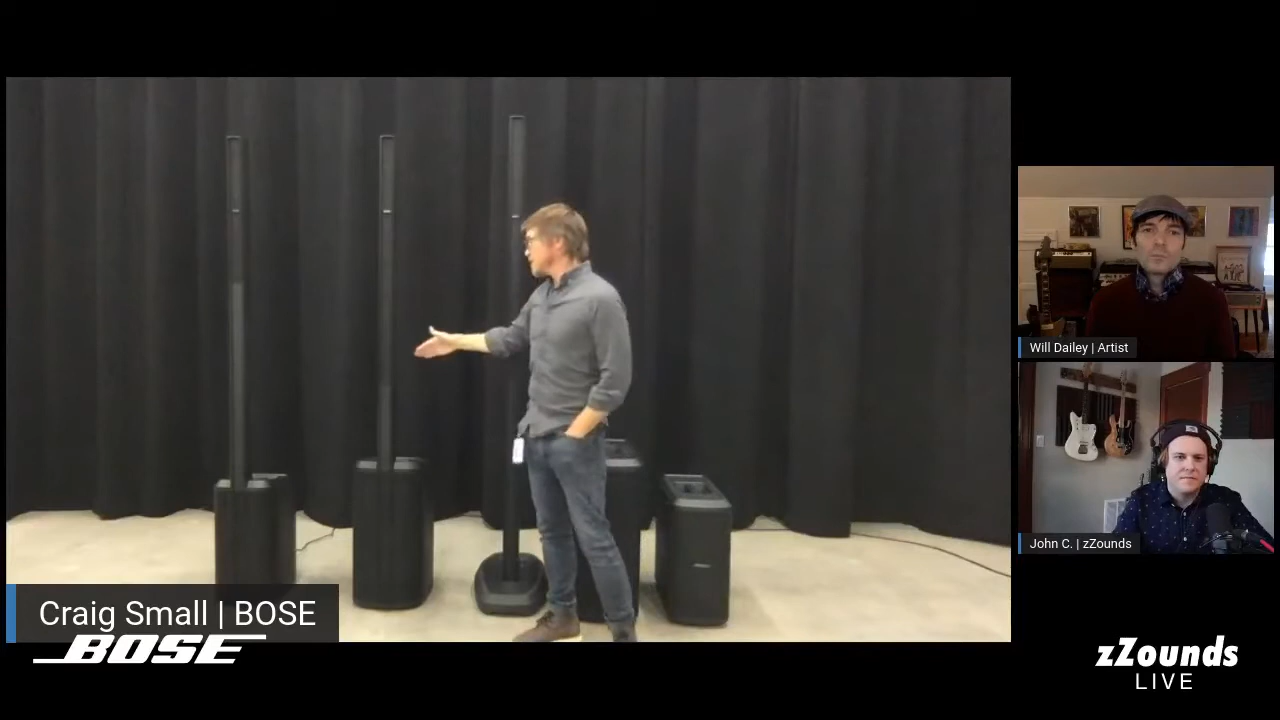 Will Dailey | Artist
John C. | zZounds
Craig Small | BOSE
BOSE
zZounds
LIVE